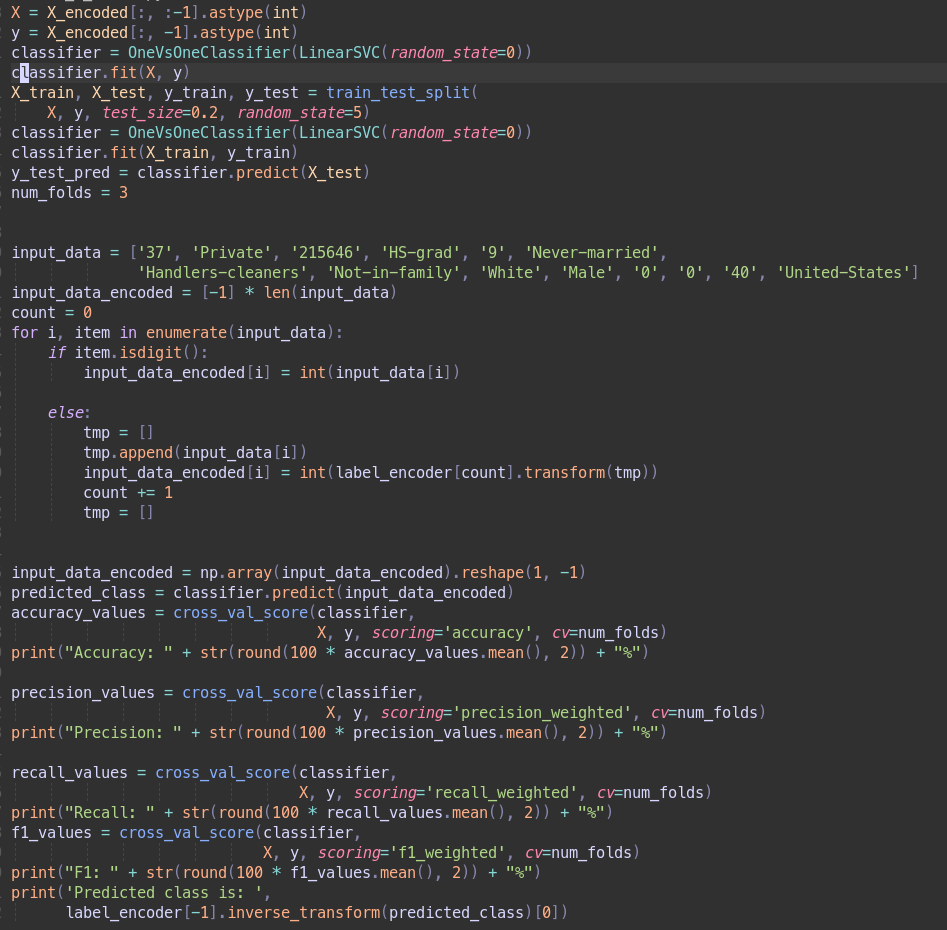 X = X_encoded[:, :-1].astype(int)
y = X_encoded[:, -1].astype(int)
classifier = OneVsOneClassifier(LinearSVC(random_state=0))
classifier.fit(X, y)
X_train, X_test, y_train, y_test = train_test_split(
    X, y, test_size=0.2, random_state=5)
classifier = OneVsOneClassifier(LinearSVC(random_state=0))
classifier.fit(X_train, y_train)
y_test_pred = classifier.predict(X_test)
num_folds = 3
input_data = ['37', 'Private', '215646', 'HS-grad', '9', 'Never-married',
              'Handlers-cleaners', 'Not-in-family', 'White', 'Male', '0', '0', '40', 'United-States']
input_data_encoded = [-1] * len(input_data)
count = 0
for i, item in enumerate(input_data):
    if item.isdigit():
        input_data_encoded[i] = int(input_data[i])
    else:
        tmp = []
        tmp.append(input_data[i])
        input_data_encoded[i] = int(label_encoder[count].transform(tmp))
        count += 1
        tmp = []
input_data_encoded = np.array(input_data_encoded).reshape(1, -1)
predicted_class = classifier.predict(input_data_encoded)
accuracy_values = cross_val_score(classifier,
                                  X, y, scoring='accuracy', cv=num_folds)
print("Accuracy: " + str(round(100 * accuracy_values.mean(), 2)) + "%")
precision_values = cross_val_score(classifier,
                                   X, y, scoring='precision_weighted', cv=num_folds)
print("Precision: " + str(round(100 * precision_values.mean(), 2)) + "%")
recall_values = cross_val_score(classifier,
                                X, y, scoring='recall_weighted', cv=num_folds)
print("Recall: " + str(round(100 * recall_values.mean(), 2)) + "%")
f1_values = cross_val_score(classifier,
                            X, y, scoring='f1_weighted', cv=num_folds)
print("F1: " + str(round(100 * f1_values.mean(), 2)) + "%")
print('Predicted class is: ',
      label_encoder[-1].inverse_transform(predicted_class)[0])